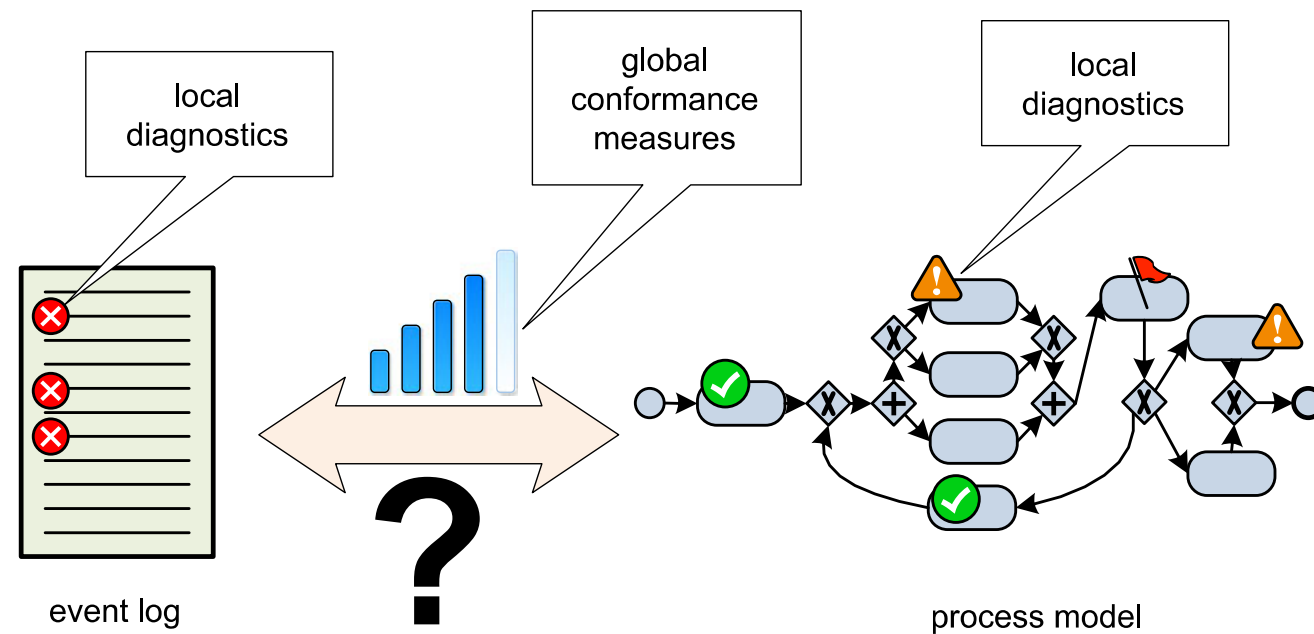 local
diagnostics
global
conformance
measures
local
diagnostics
?
event log
process model